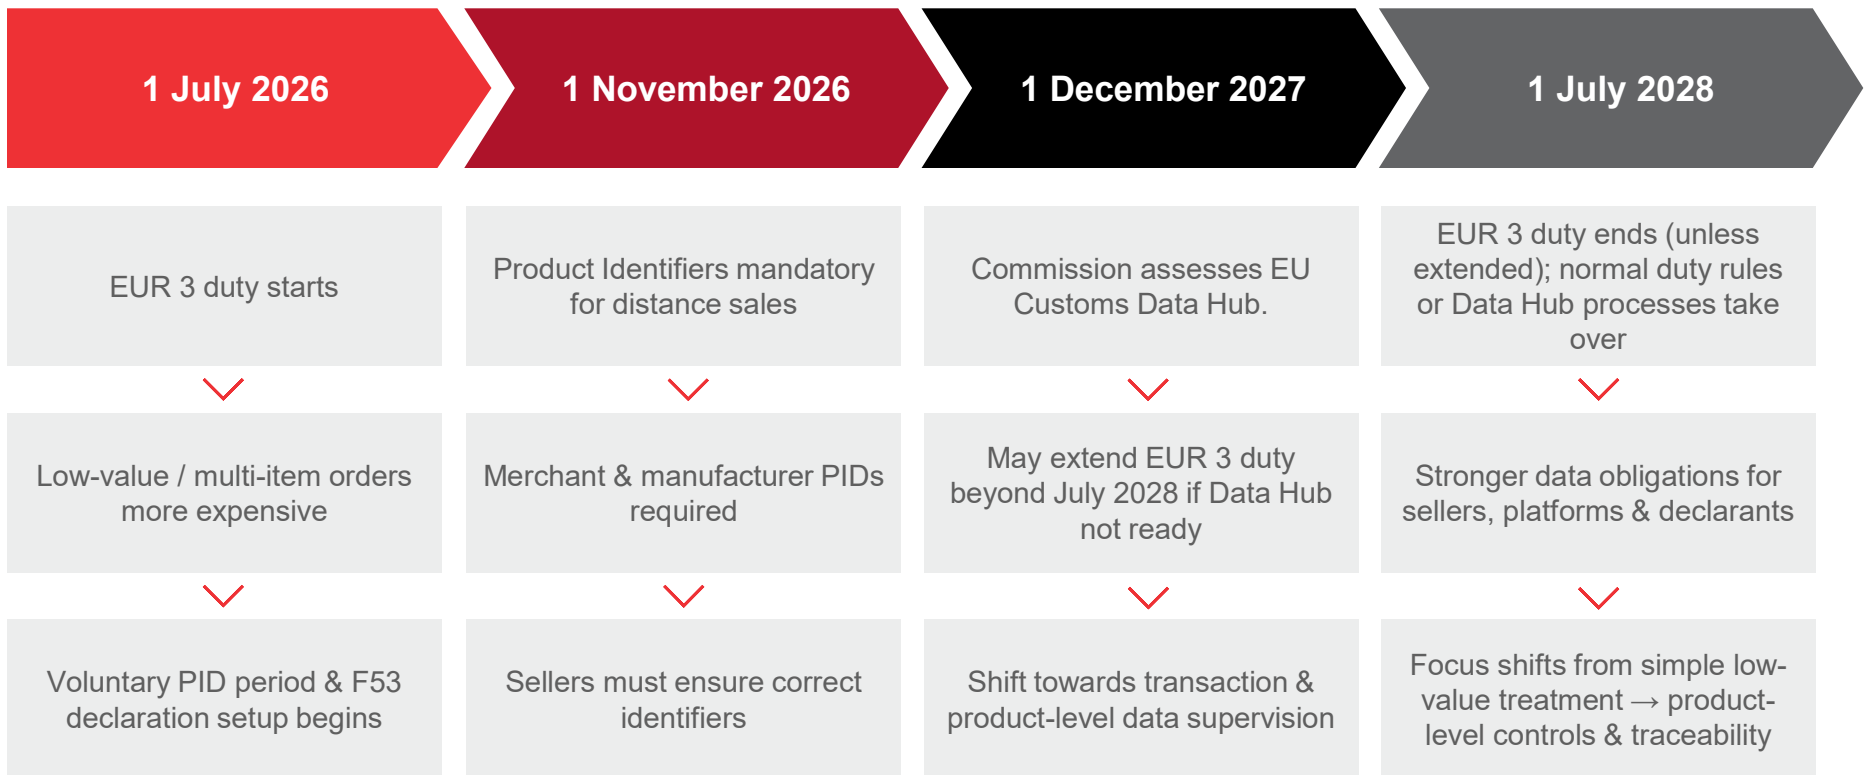 1 July 2026
1 November 2026
1 December 2027
1 July 2028
EUR 3 duty starts
Product Identifiers mandatory
for distance sales
Commission assesses EU
Customs Data Hub.
EUR 3 duty ends (unless
extended); normal duty rules
or Data Hub processes take
over
Low-value / multi-item orders
more expensive
Merchant & manufacturer PIDs
required
May extend EUR 3 duty
beyond July 2028 if Data Hub
not ready
Stronger data obligations for
sellers, platforms & declarants
Voluntary PID period & F53
declaration setup begins
Sellers must ensure correct
identifiers
Shift towards transaction &
product-level data supervision
Focus shifts from simple low-
value treatment → product-
level controls & traceability